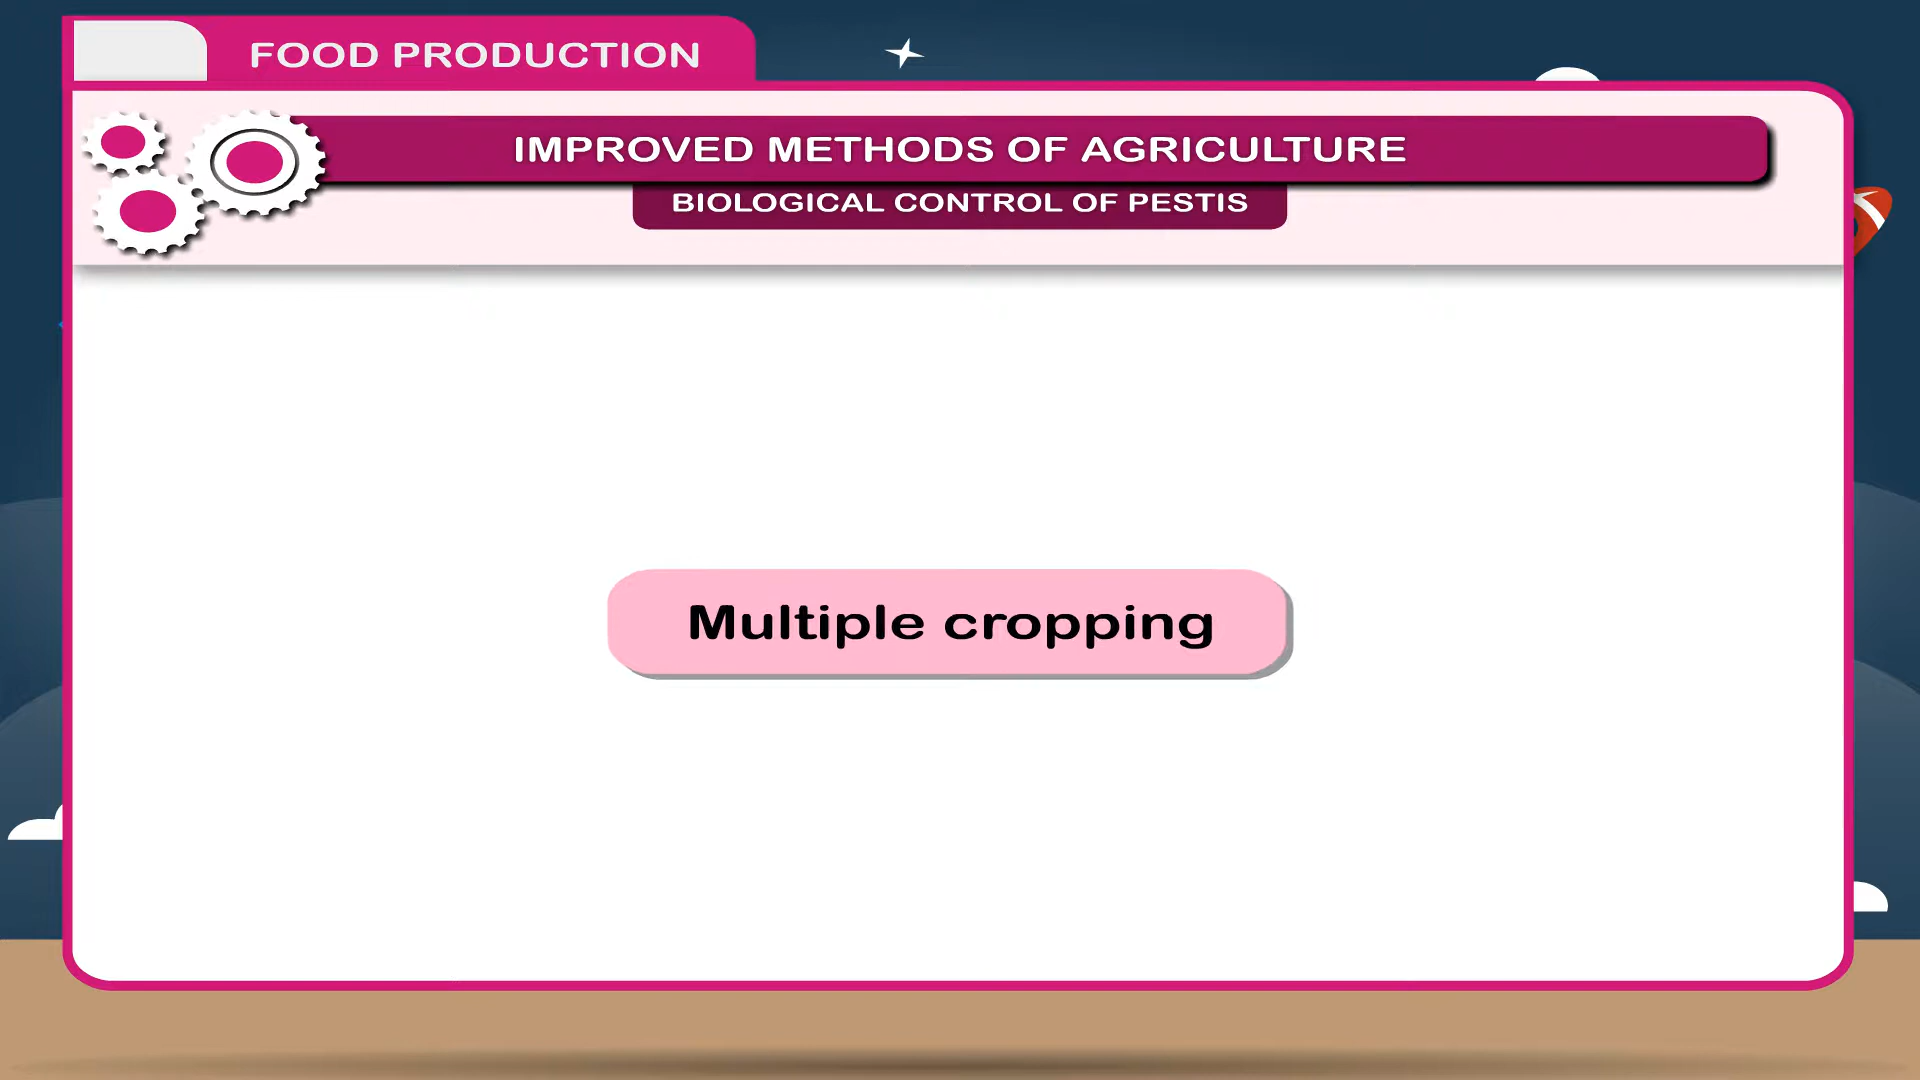 FOOD PRODUCTION
IMPROVED METHODS OF AGRICULTURE
BIOLOGICAL CONTROL OF PESTIS
Multiple cropping